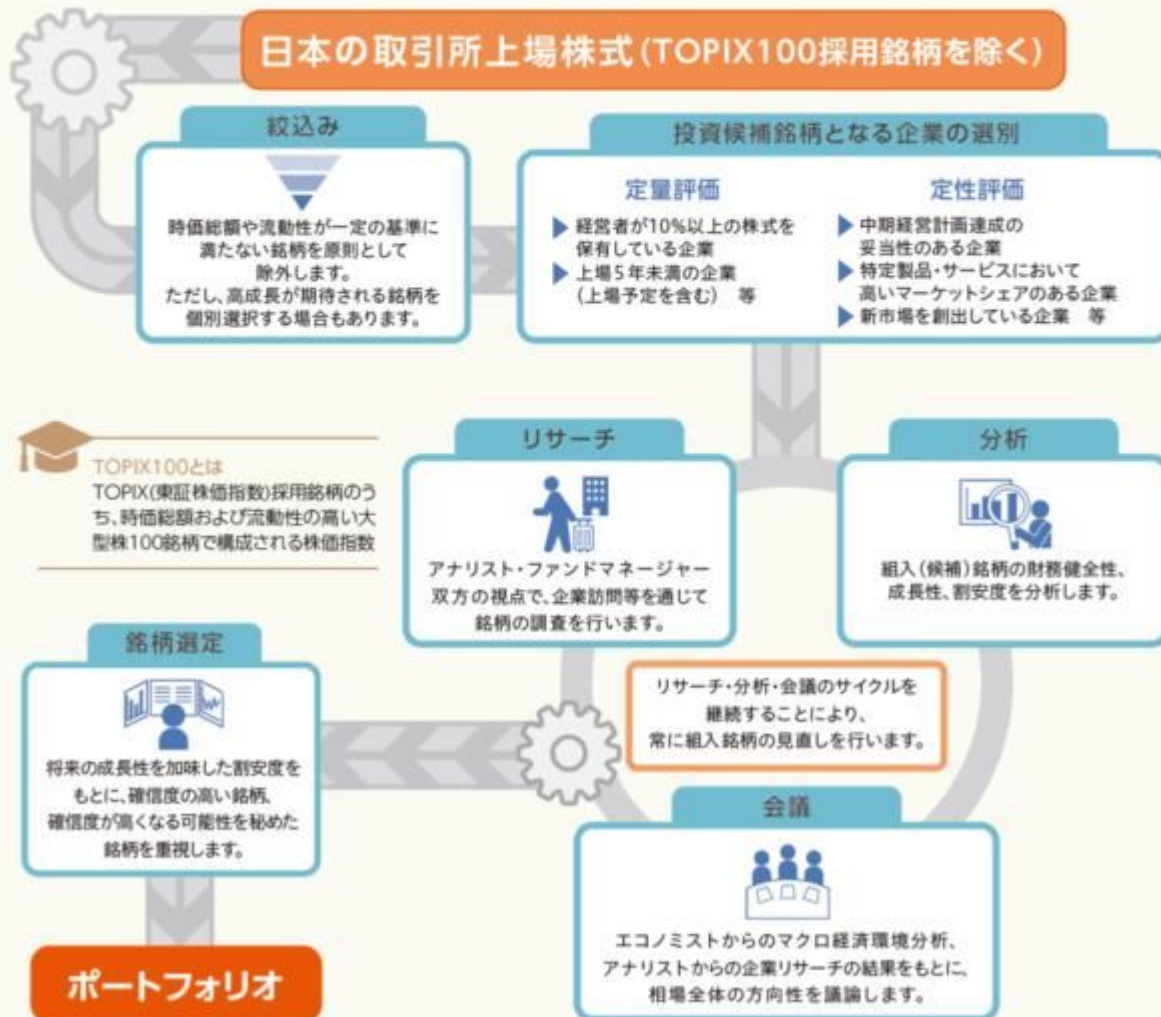 日本の取引所上場株式(TOPIX100採用銘柄を除く)
絞込み
時価総額や流動性が一定の基準に
満たない銘柄を原則として
除外します。
ただし、高成長が期待される銘柄を
個別選択する場合もあります。
投資候補銘柄となる企業の選別
定量評価
▶ 経営者が10%以上の株式を
保有している企業
▶ 上場5年未満の企業
(上場予定を含む) 等
定性評価
▶ 中期経営計画達成の
妥当性のある企業
▶ 特定製品・サービスにおいて
高いマーケットシェアのある企業
▶ 新市場を創出している企業 等
TOPIX100とは
TOPIX(東証株価指数)採用銘柄のう
ち、時価総額および流動性の高い大
型株100銘柄で構成される株価指数
リサーチ
アナリスト・ファンドマネージャー
双方の視点で、企業訪問等を通じて
銘柄の調査を行います。
分析
組入(候補)銘柄の財務健全性、
成長性、割安度を分析します。
リサーチ・分析・会議のサイクルを
継続することにより、
常に組入銘柄の見直しを行います。
会議
エコノミストからのマクロ経済環境分析、
アナリストからの企業リサーチの結果をもとに、
相場全体の方向性を議論します。
銘柄選定
将来の成長性を加味した割安度を
もとに、確信度の高い銘柄、
確信度が高くなる可能性を秘めた
銘柄を重視します。
ポートフォリオ